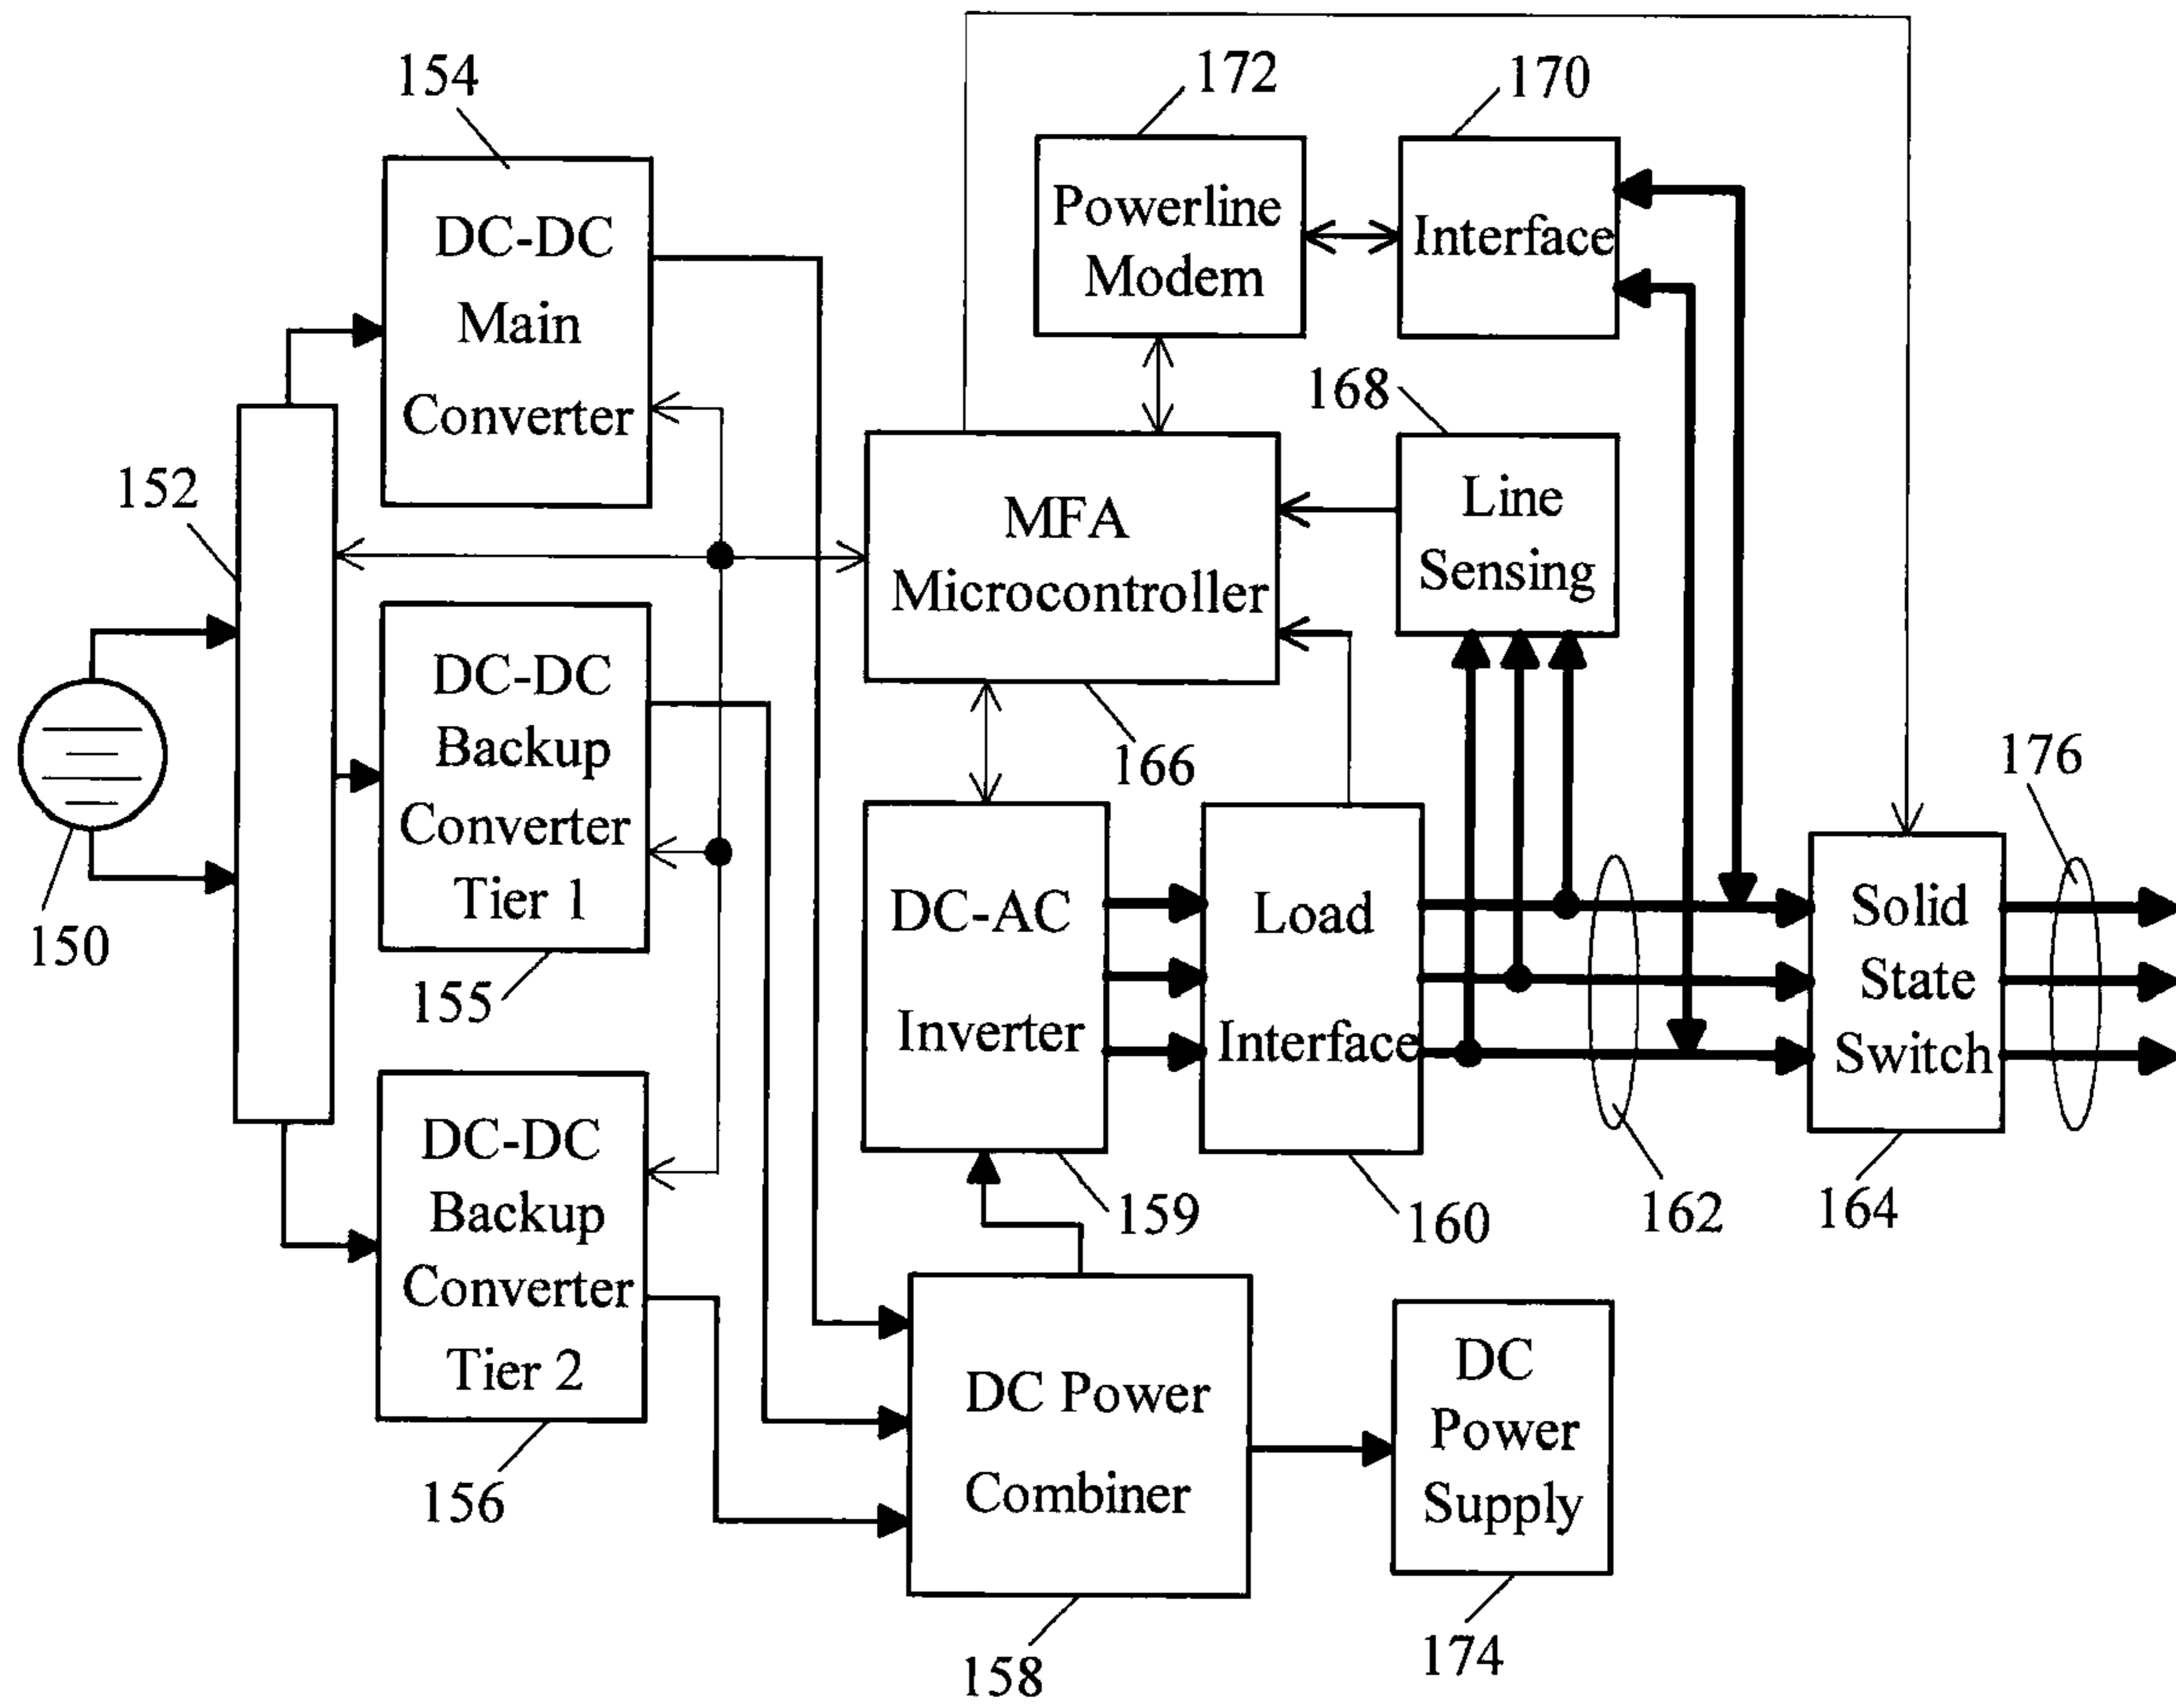 154
DC-DC
Main
Converter
152
150
DC-DC
Backup
Converter
Tier 1
155
DC-DC
Backup
Converter
Tier 2
156
172
Powerline
Modem
170
Interface
168
Line
Sensing
MFA
Microcontroller
166
DC-AC
Inverter
159
Load
Interface
160
162
Solid
State
Switch
164
176
DC Power
Combiner
158
DC
Power
Supply
174